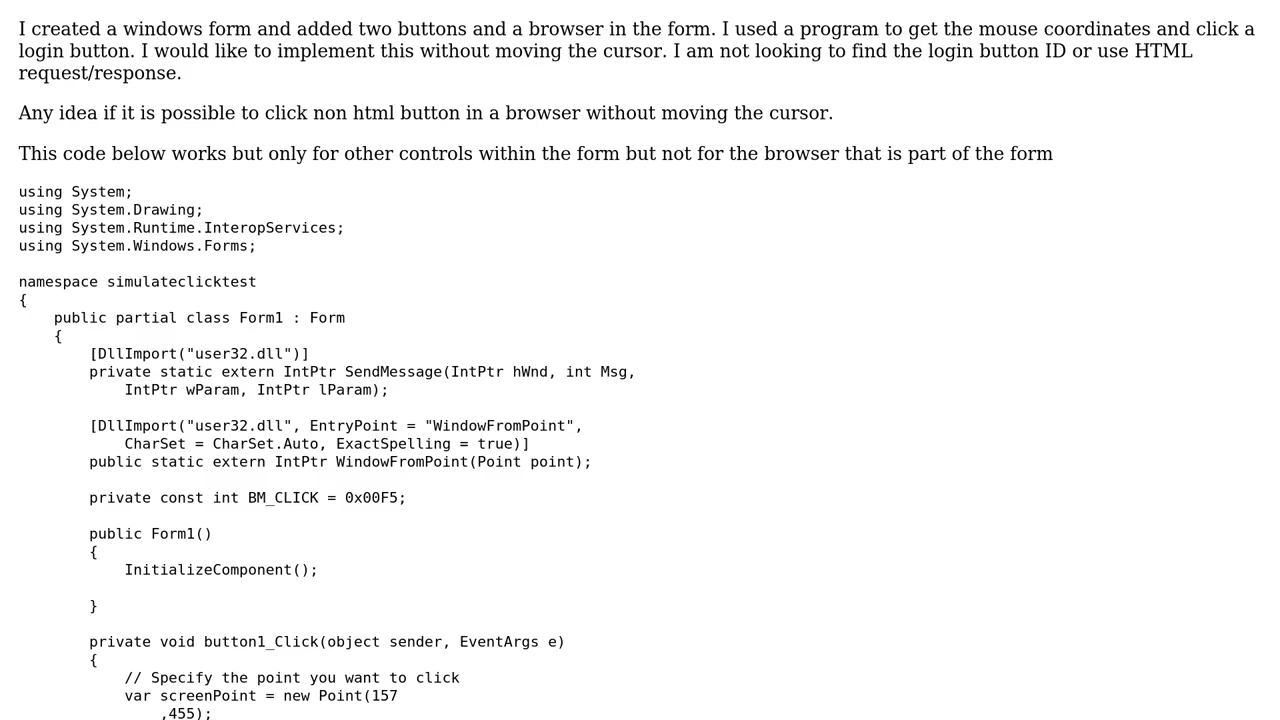 I created a windows form and added two buttons and a browser in the form. I used a program to get the mouse coordinates and click a
login button. I would like to implement this without moving the cursor. I am not looking to find the login button ID or use HTML
request/response.
Any idea if it is possible to click non html button in a browser without moving the cursor.
This code below works but only for other controls within the form but not for the browser that is part of the form
using System;
using System.Drawing;
using System.Runtime.InteropServices;
using System.Windows.Forms;
namespace simulateclicktest
{
    public partial class Form1 : Form
    {
        [DllImport("user32.dll")]
        private static extern IntPtr SendMessage(IntPtr hWnd, int Msg,
            IntPtr wParam, IntPtr lParam);
        [DllImport("user32.dll", EntryPoint = "WindowFromPoint",
            CharSet = CharSet.Auto, ExactSpelling = true)]
        public static extern IntPtr WindowFromPoint(Point point);
        private const int BM_CLICK = 0x00F5;
        public Form1()
        {
            InitializeComponent();
        }
        private void button1_Click(object sender, EventArgs e)
        {
            // Specify the point you want to click
            var screenPoint = new Point(157
                ,455);